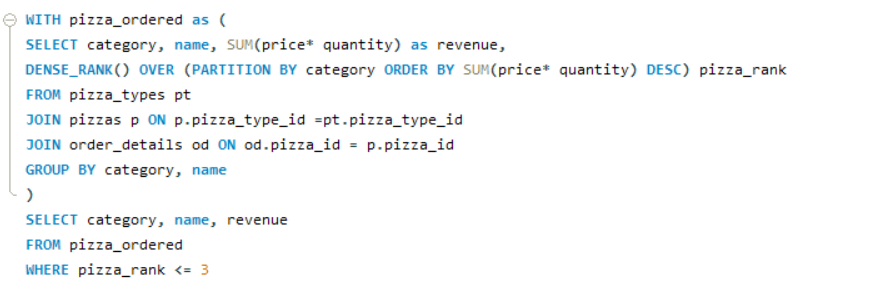 WITH pizza_ordered as (
SELECT category, name, SUM(price* quantity) as revenue,
DENSE_RANK() OVER (PARTITION BY category ORDER BY SUM(price* quantity) DESC) pizza_rank
FROM pizza_types pt
JOIN pizzas p ON p.pizza_type_id =pt.pizza_type_id
JOIN order_details od ON od.pizza_id = p.pizza_id
GROUP BY category, name
)
SELECT category, name, revenue
FROM pizza_ordered
WHERE pizza_rank <= 3